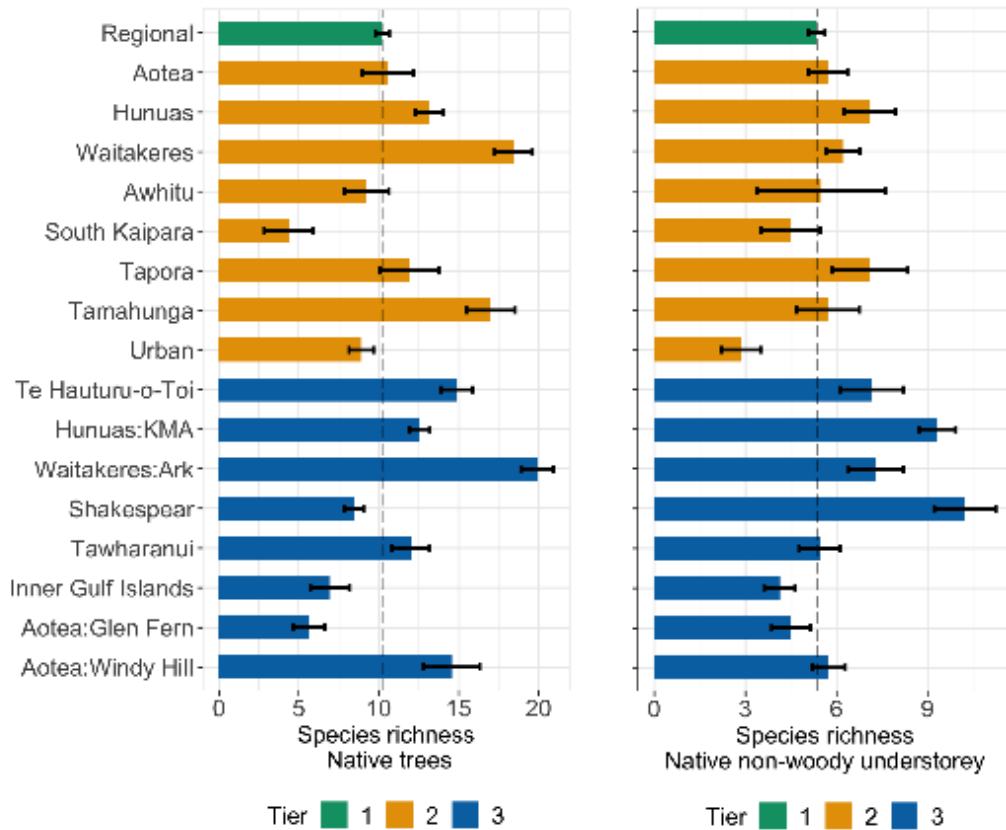 Regional
Aotea
Hunuas
Waitakeres
Awhitu
South Kaipara
Tapora
Tamahunga
Urban
Te Hauturu-o-Toi
Hunuas:KMA
Waitakeres:Ark
Shakespear
Tawharanui
Inner Gulf Islands
Aotea:Glen Fern
Aotea:Windy Hill
0 5 10 15 20
Species richness
Native trees
Tier 1 2 3
0 3 6 9
Species richness
Native non-woody understorey
Tier 1 2 3